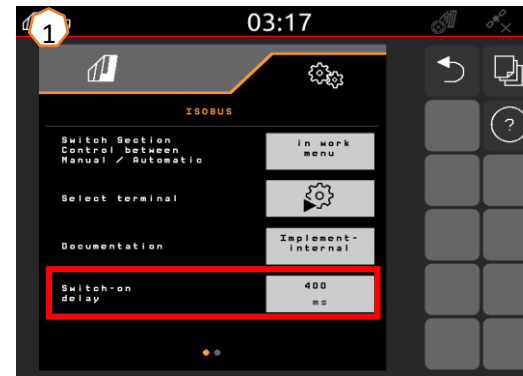 1
03:17
ISOBUS
Switch Section
Control between
Manual / Automatic
in work
menu
Select terminal
Documentation
Implement-
internal
Switch-on
delay
400
ms
?